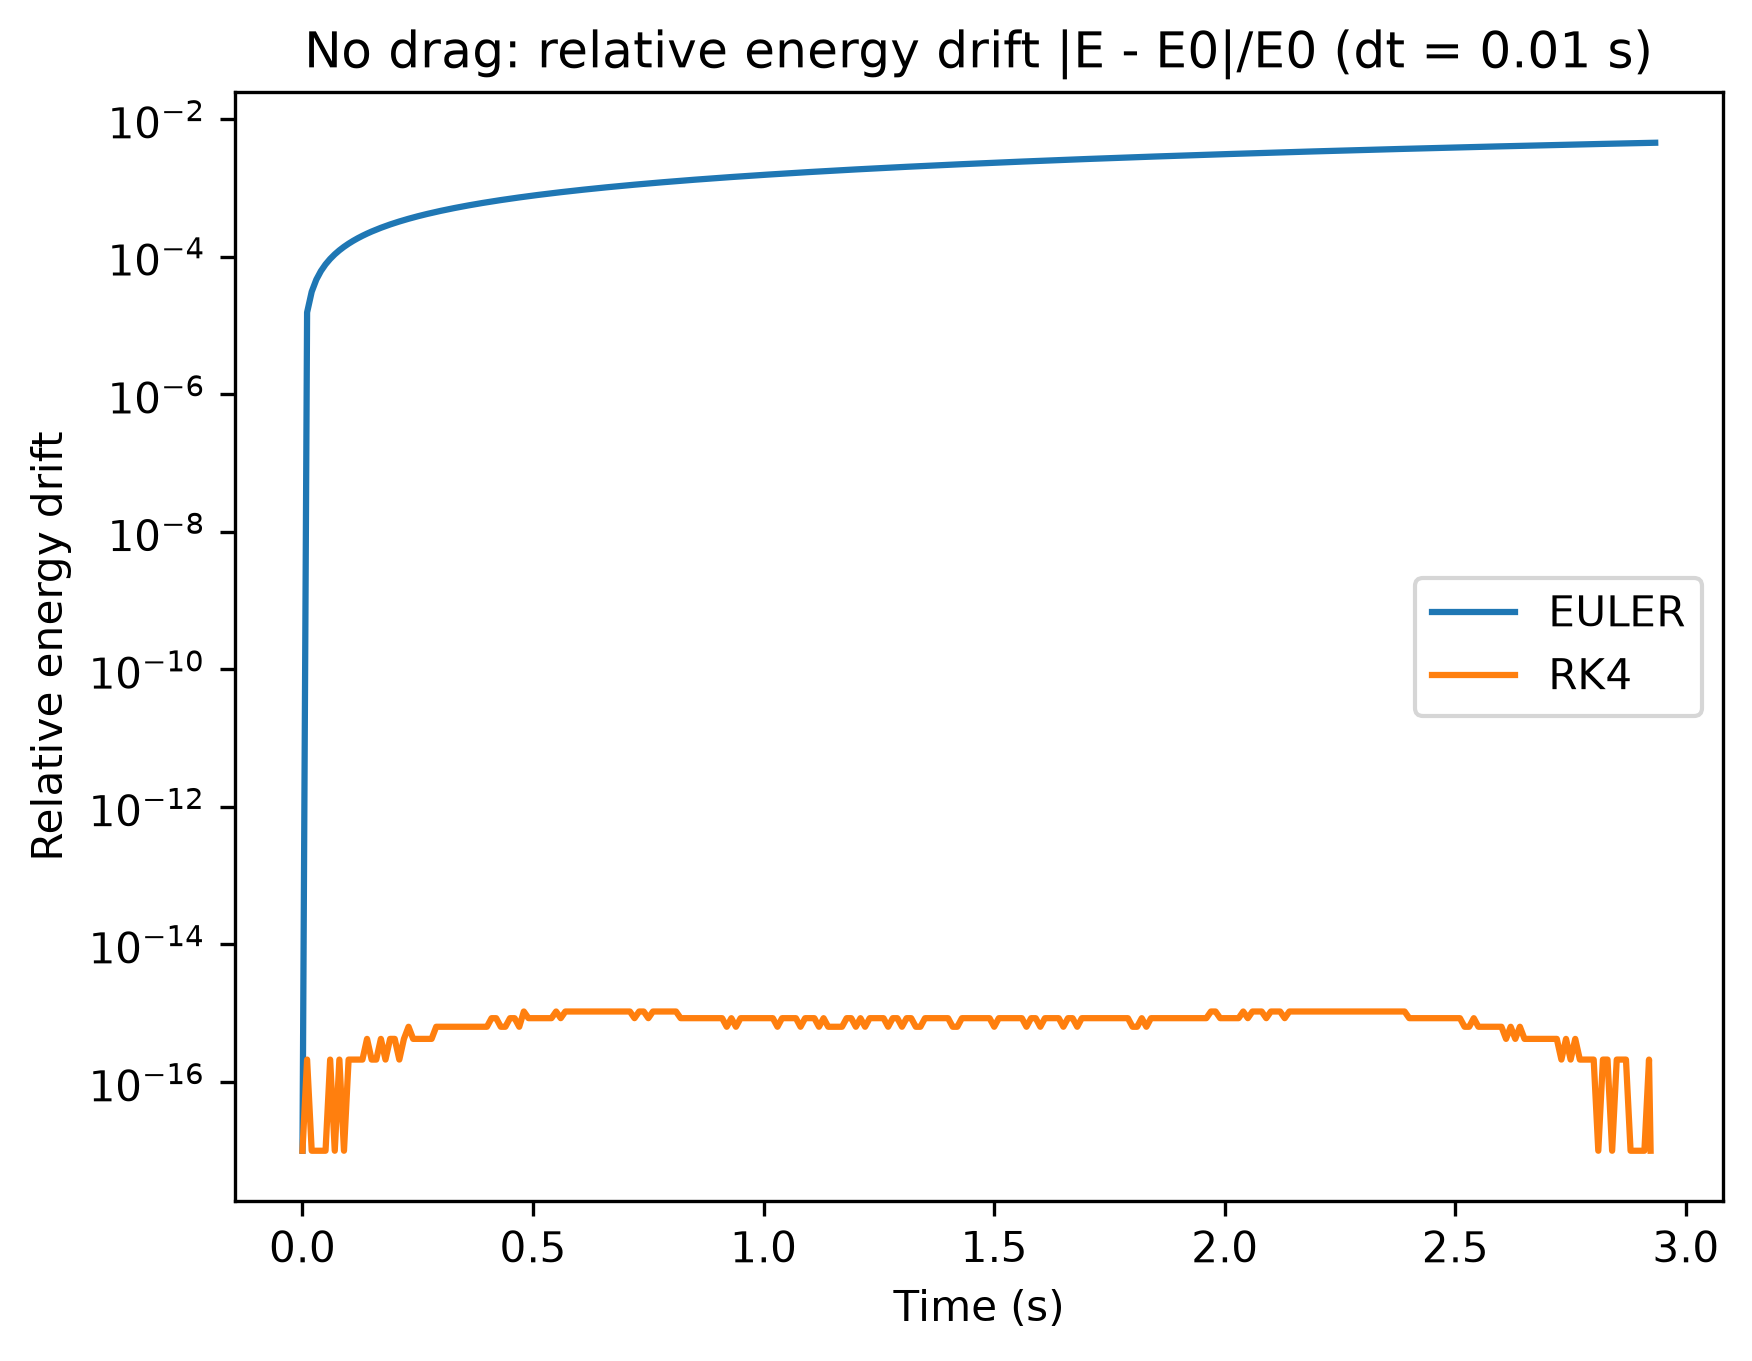 No drag: relative energy drift |E - E0|/E0 (dt = 0.01 s)
Relative energy drift
10⁻²
10⁻⁴
10⁻⁶
10⁻⁸
10⁻¹⁰
10⁻¹²
10⁻¹⁴
10⁻¹⁶
EULER
RK4
0.0 0.5 1.0 1.5 2.0 2.5 3.0
Time (s)